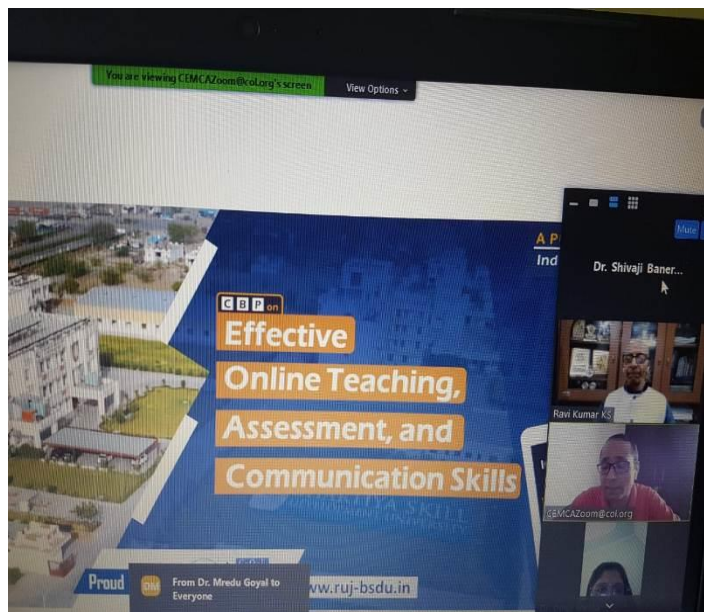 You are viewing CEMCAZoom@col.org's screen
View Options
A P
Ind
Mute
Dr. Shivaji Baner...
CBP on
Effective
Online Teaching,
Assessment, and
Communication Skills
Ravi Kumar KS
CEMCAZoom@col.org
SKILL
Proud
DM
From Dr. Mredu Goyal to
Everyone
ww.ruj-bsdu.in